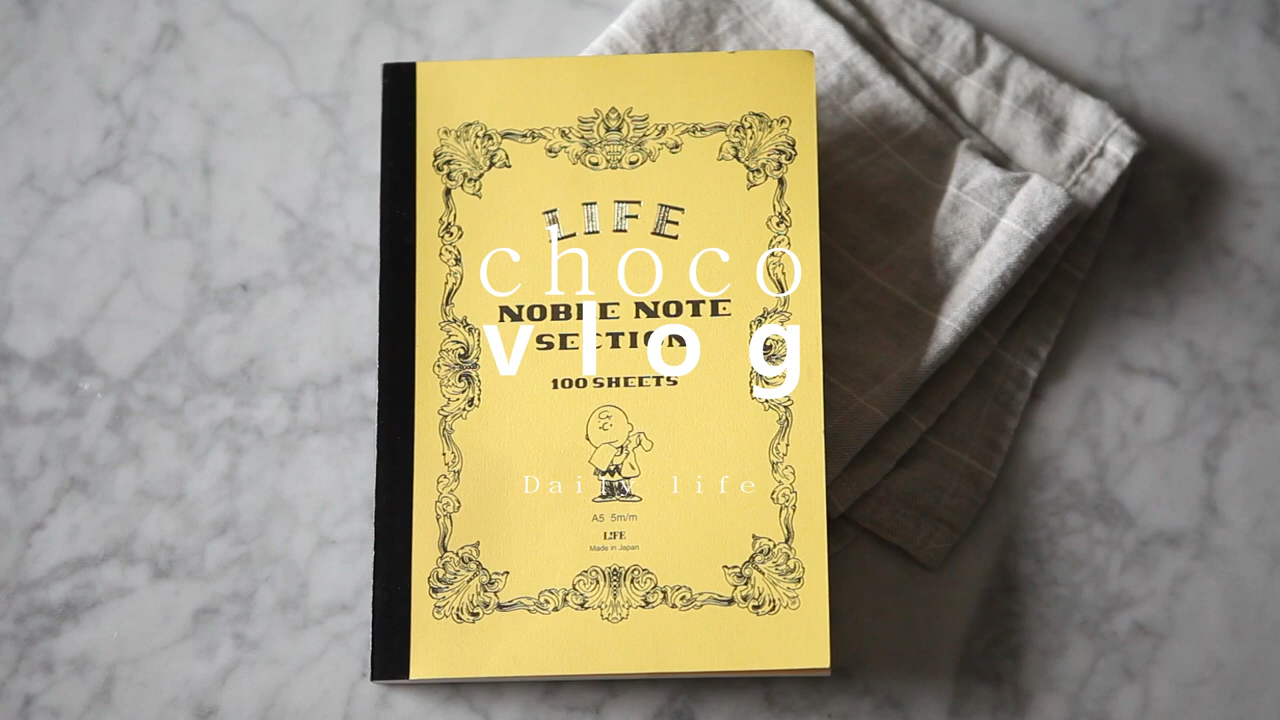 LIFE
choco
NOBLE NOTE
vlog
SECTION
100 SHEETS
Daily life
A5 5m/m
LIFE
Made in Japan